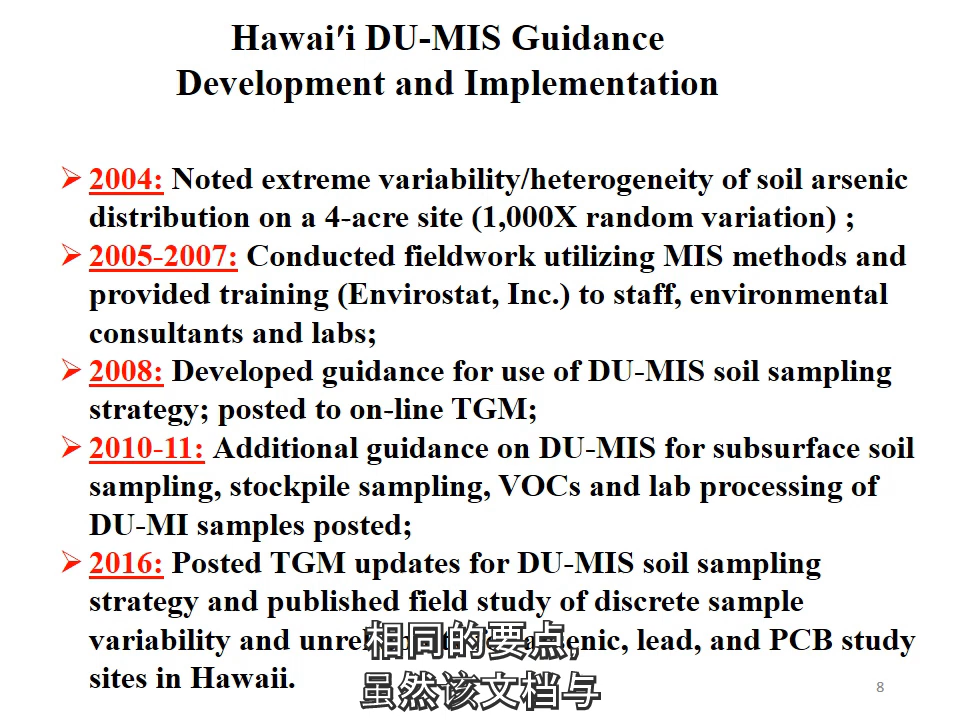 Hawai′i DU-MIS Guidance
Development and Implementation
➢ 2004: Noted extreme variability/heterogeneity of soil arsenic
distribution on a 4-acre site (1,000X random variation) ;
➢ 2005-2007: Conducted fieldwork utilizing MIS methods and
provided training (Envirostat, Inc.) to staff, environmental
consultants and labs;
➢ 2008: Developed guidance for use of DU-MIS soil sampling
strategy; posted to on-line TGM;
➢ 2010-11: Additional guidance on DU-MIS for subsurface soil
sampling, stockpile sampling, VOCs and lab processing of
DU-MI samples posted;
➢ 2016: Posted TGM updates for DU-MIS soil sampling
strategy and published field study of discrete sample
variability and lead, and PCB study
sites in Hawaii.
相同的要点,
虽然该文档与
8